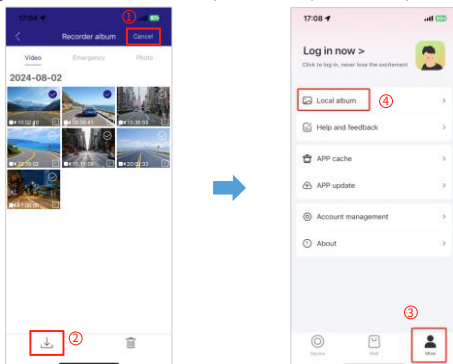 17:04
①
Recorder album
Cancel
Video
Emergency
Photo
2024-08-02
②
17:08
Log in now >
Click to log in, never lose the excitement
Local album
④
Help and feedback
APP cache
APP update
Account management
About
③
Device
Mall
Mine